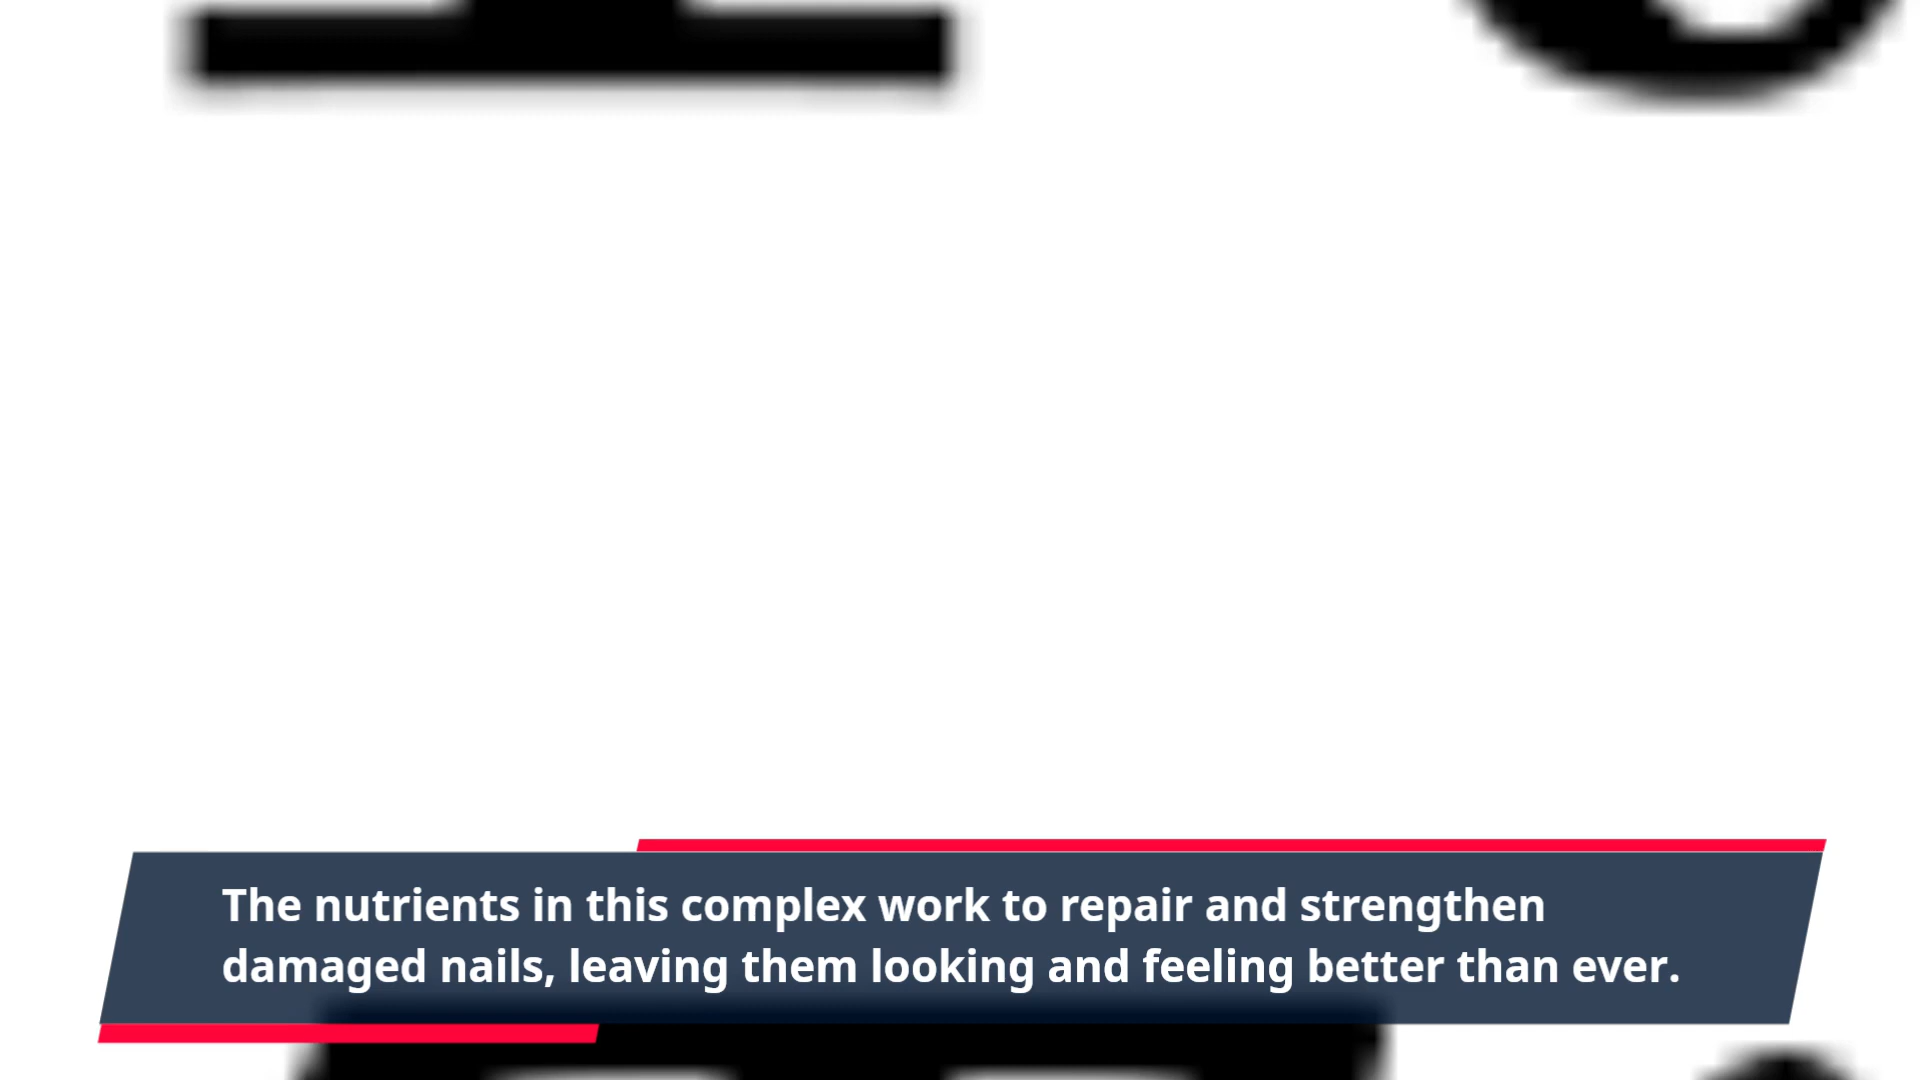 The nutrients in this complex work to repair and strengthen
damaged nails, leaving them looking and feeling better than ever.